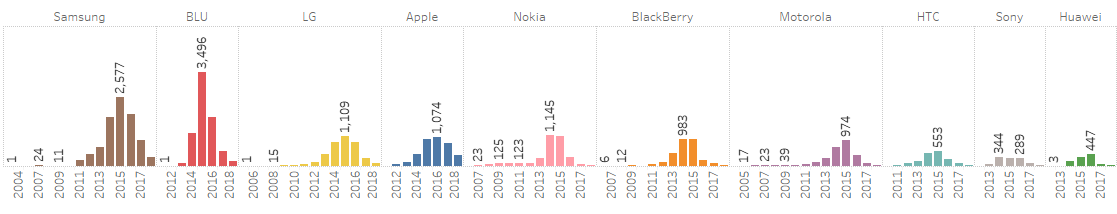 Samsung BLU LG Apple Nokia BlackBerry Motorola HTC Sony Huawei
1 24 11 2,577 1 3,496 1 15 1,109 1,074 23 125 123 1,145 6 12 983 17 23 39 974 553 344 289 3 447
2004 2007 2009 2011 2013 2015 2017 2012 2014 2016 2018 2006 2008 2010 2012 2014 2016 2018 2012 2014 2016 2018 2007 2009 2011 2013 2015 2017 2007 2009 2011 2013 2015 2017 2005 2007 2009 2011 2013 2015 2017 2011 2013 2015 2017 2013 2015 2017 2013 2015 2017